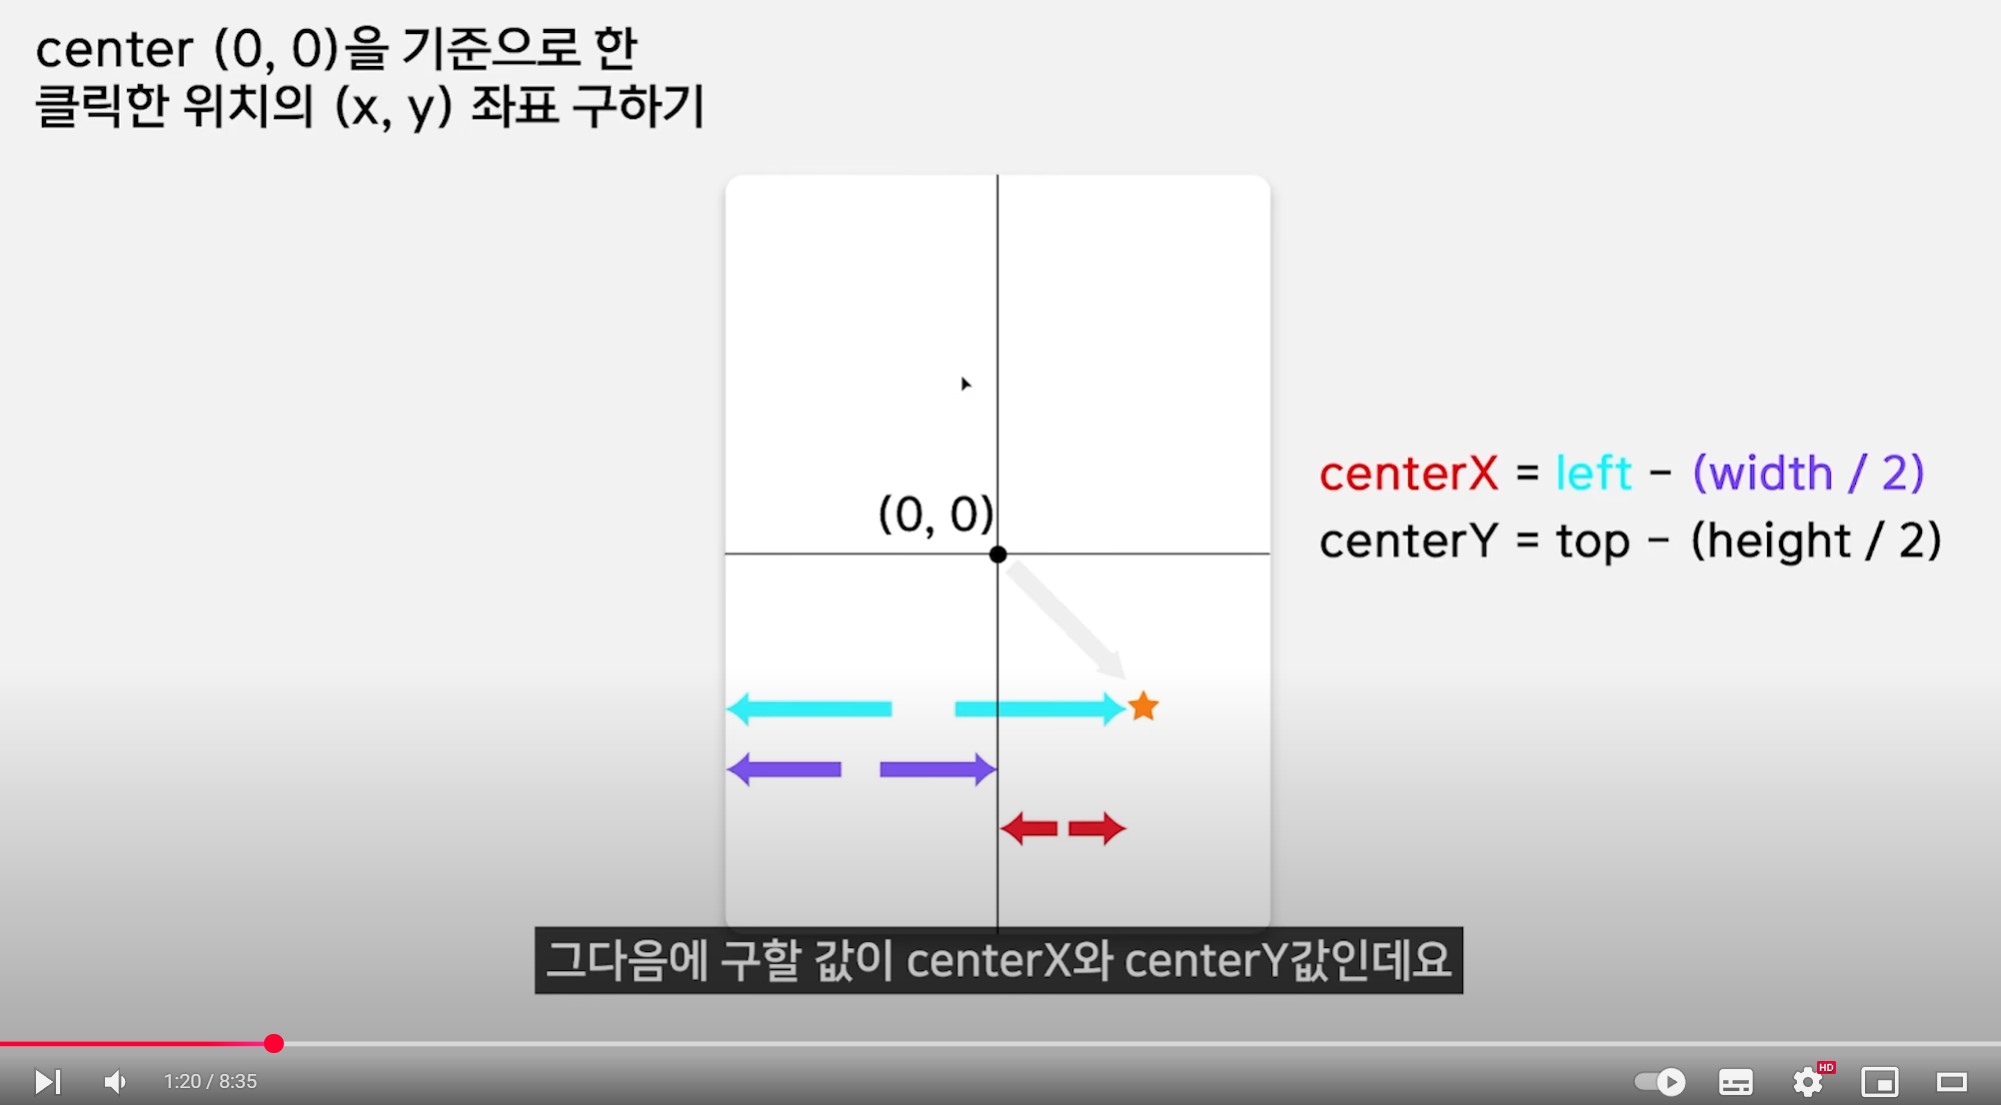 center (0, 0)을 기준으로 한
클릭한 위치의 (x, y) 좌표 구하기
(0, 0)
centerX = left - (width / 2)
centerY = top - (height / 2)
그다음에 구할 값이 centerX와 centerY값인데요
1:20 / 8:35
HD